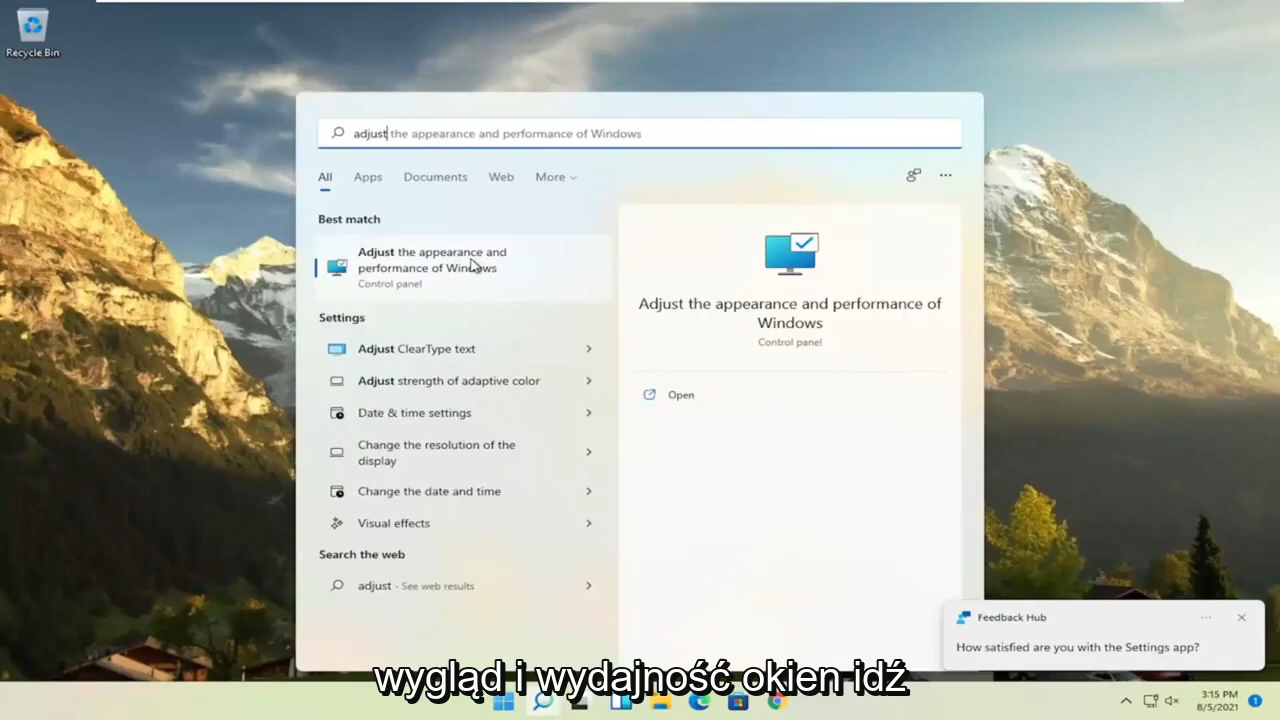 Recycle Bin
adjust the appearance and performance of Windows
All Apps Documents Web More
Best match
Adjust the appearance and
performance of Windows
Control panel
Settings
Adjust ClearType text
Adjust strength of adaptive color
Date & time settings
Change the resolution of the
display
Change the date and time
Visual effects
Search the web
adjust - See web results
Adjust the appearance and performance of
Windows
Control panel
Open
Feedback Hub
How satisfied are you with the Settings app?
wygląd i wydajność okien idź
3:15 PM
8/5/2021
1